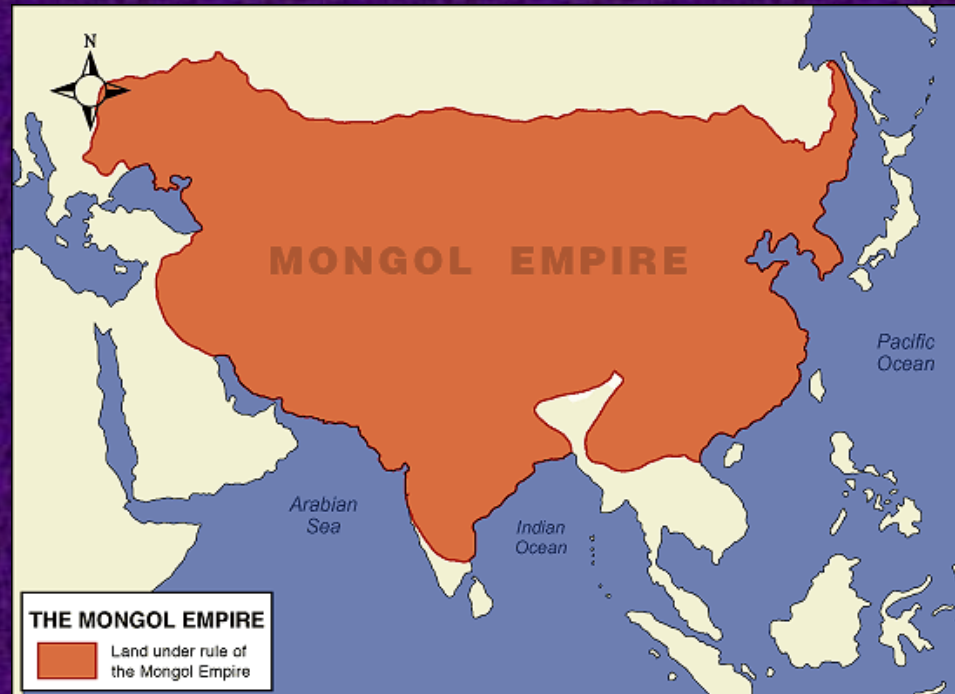 N
MONGOL EMPIRE
Pacific
Ocean
Arabian
Sea
Indian
Ocean
THE MONGOL EMPIRE
Land under rule of
the Mongol Empire